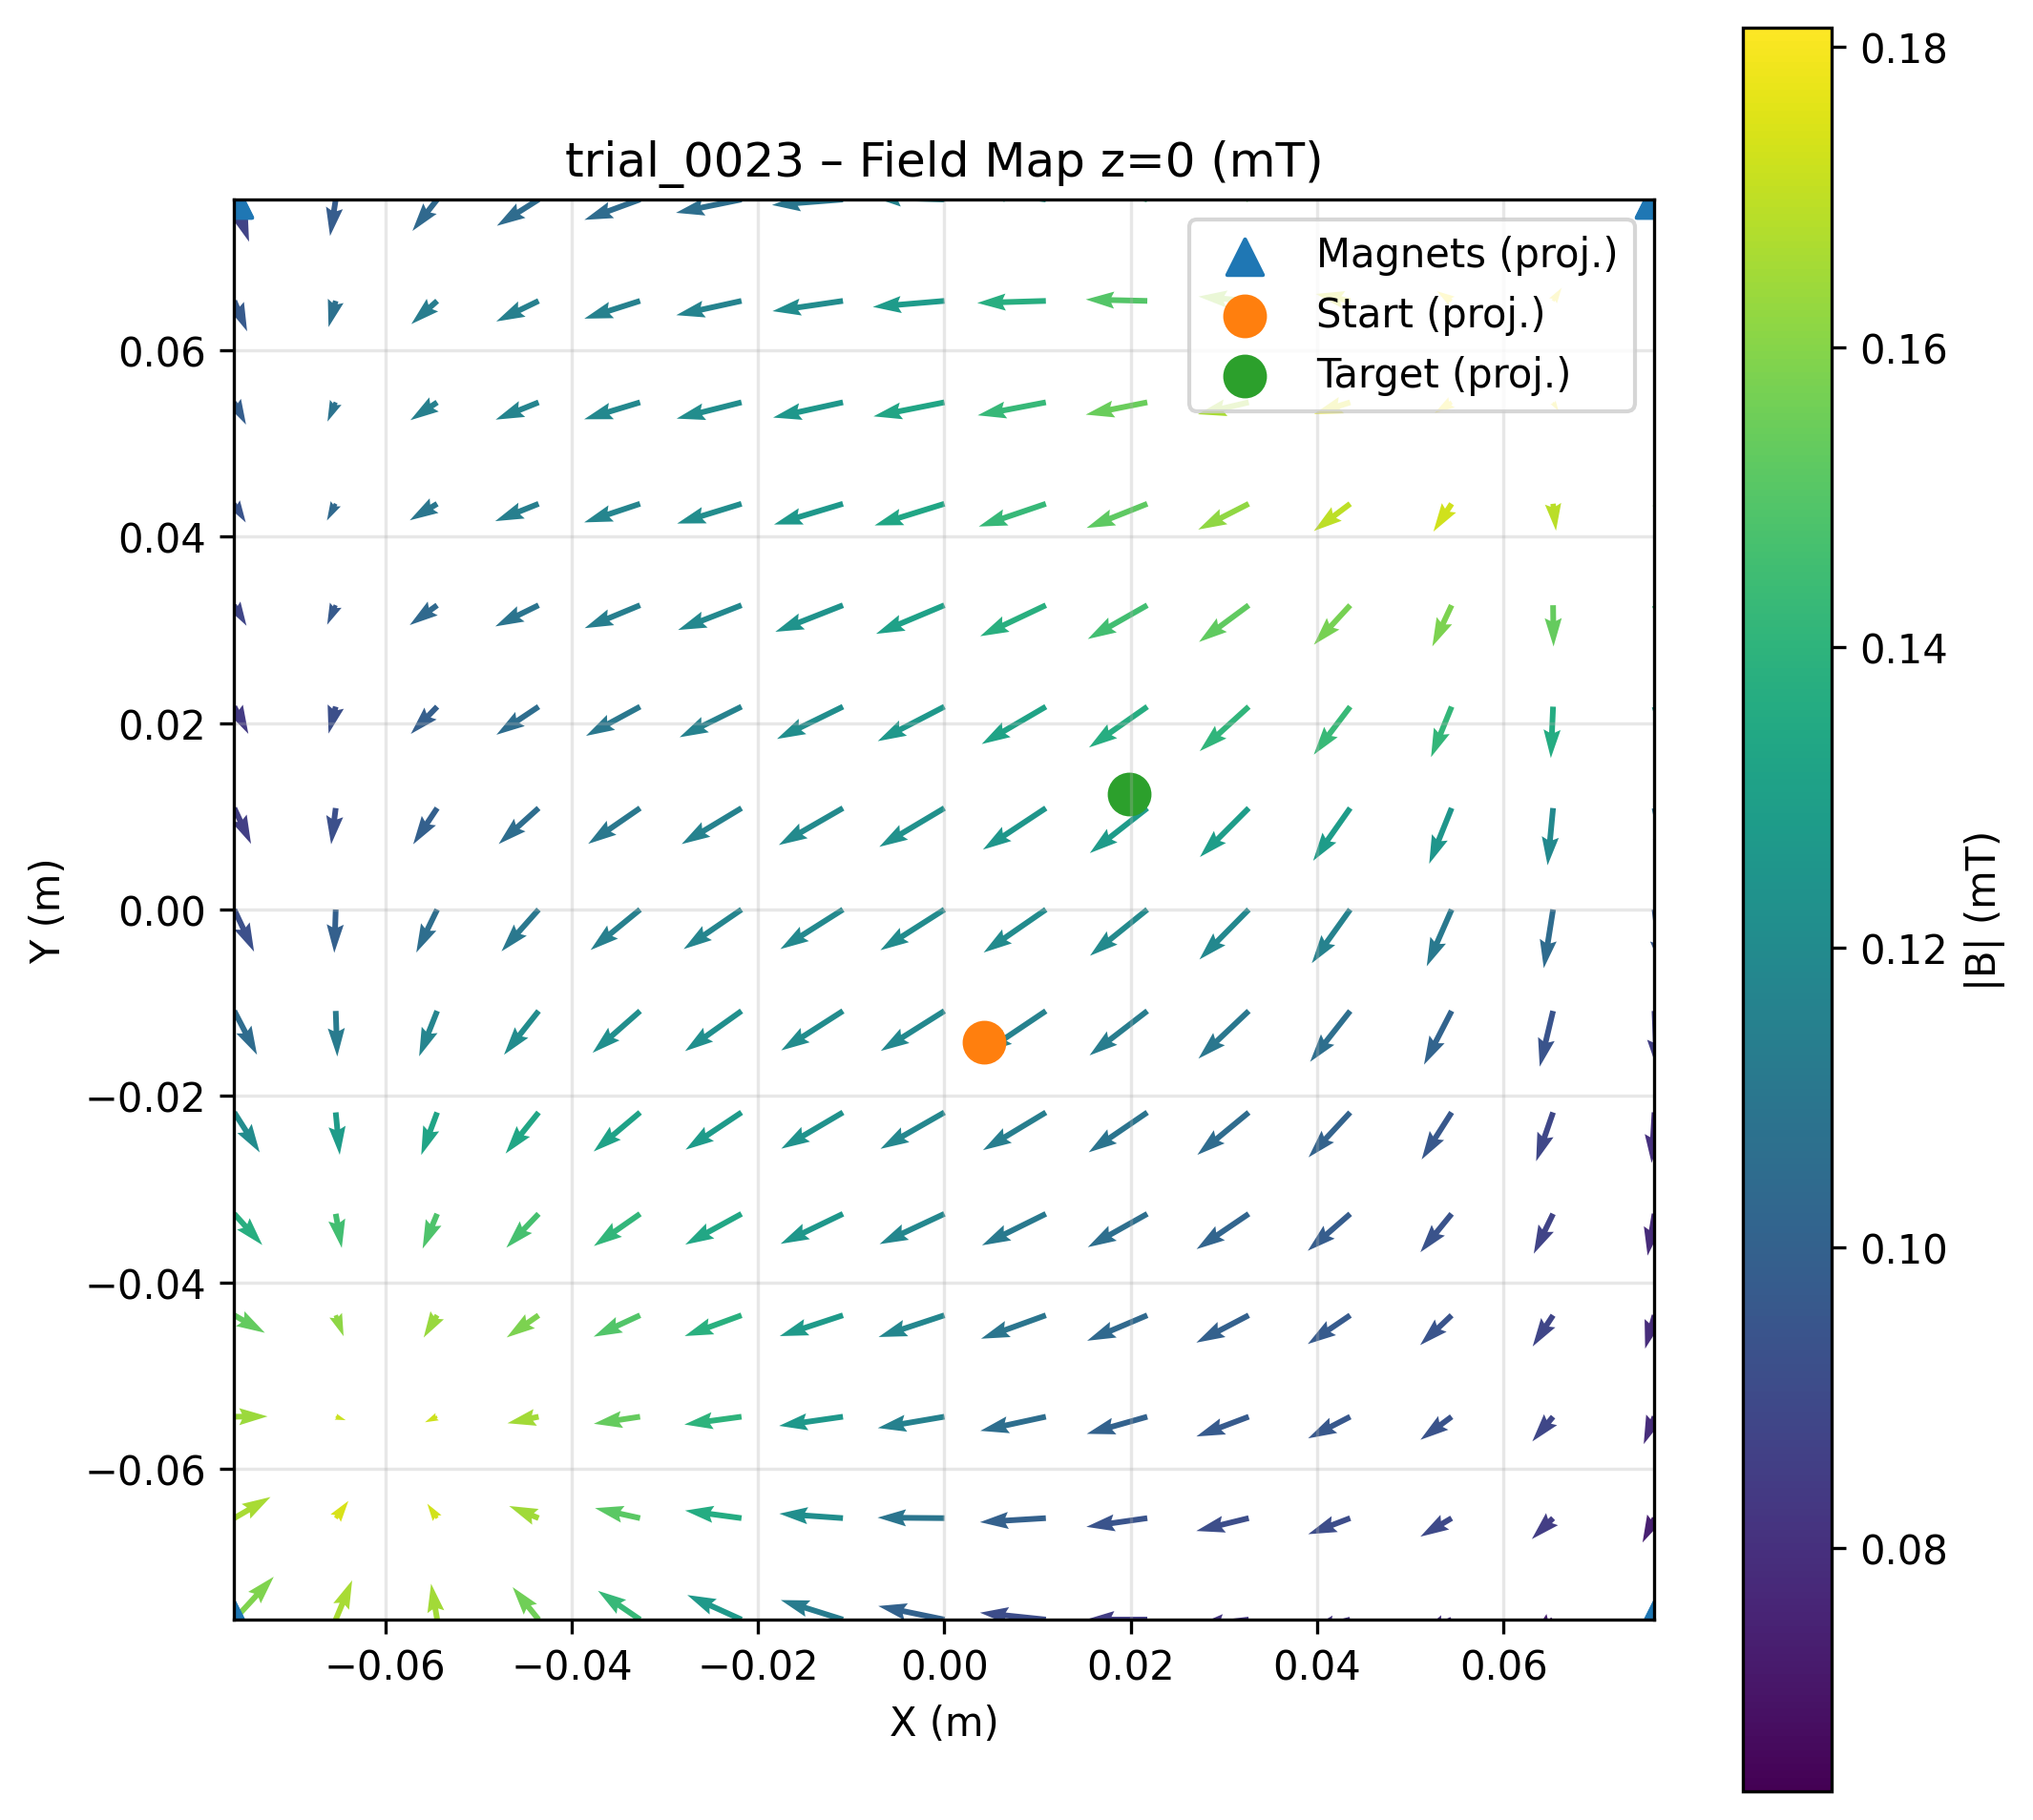 trial_0023 – Field Map z=0 (mT)
Magnets (proj.)
Start (proj.)
Target (proj.)
Y (m)
0.06
0.04
0.02
0.00
−0.02
−0.04
−0.06
−0.06
−0.04
−0.02
0.00
0.02
0.04
0.06
X (m)
0.18
0.16
0.14
0.12
0.10
0.08
|B| (mT)